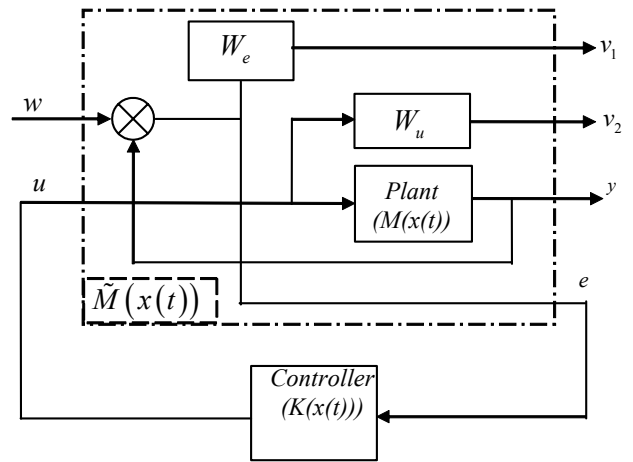 W_e
v_1
w
W_u
v_2
u
Plant
(M(x(t))
y
M̃(x(t))
e
Controller
(K(x(t)))